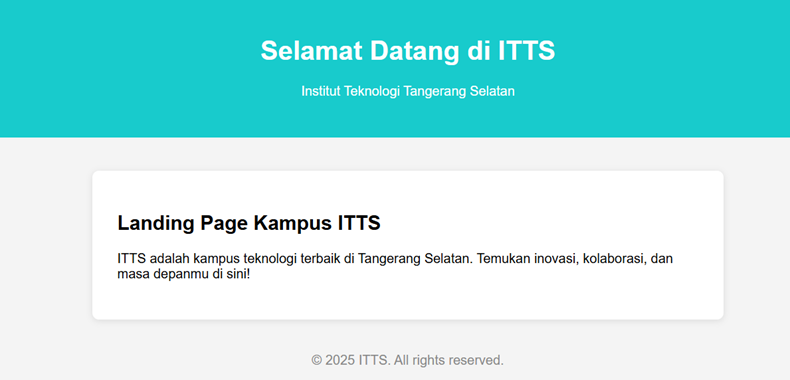 Selamat Datang di ITTS
Institut Teknologi Tangerang Selatan
Landing Page Kampus ITTS
ITTS adalah kampus teknologi terbaik di Tangerang Selatan. Temukan inovasi, kolaborasi, dan
masa depanmu di sini!
© 2025 ITTS. All rights reserved.